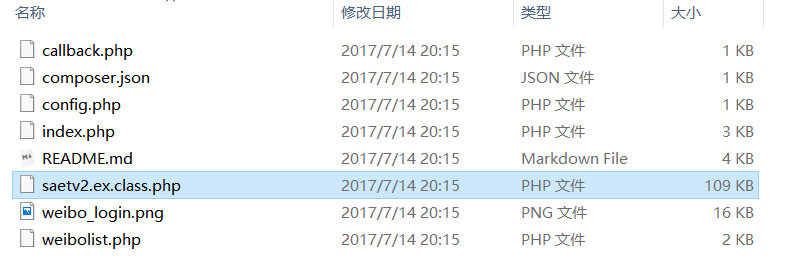 名称 修改日期 类型 大小
callback.php 2017/7/14 20:15 PHP 文件 1 KB
composer.json 2017/7/14 20:15 JSON 文件 1 KB
config.php 2017/7/14 20:15 PHP 文件 1 KB
index.php 2017/7/14 20:15 PHP 文件 3 KB
README.md 2017/7/14 20:15 Markdown File 4 KB
saetv2.ex.class.php 2017/7/14 20:15 PHP 文件 109 KB
weibo_login.png 2017/7/14 20:15 PNG 文件 16 KB
weibolist.php 2017/7/14 20:15 PHP 文件 2 KB